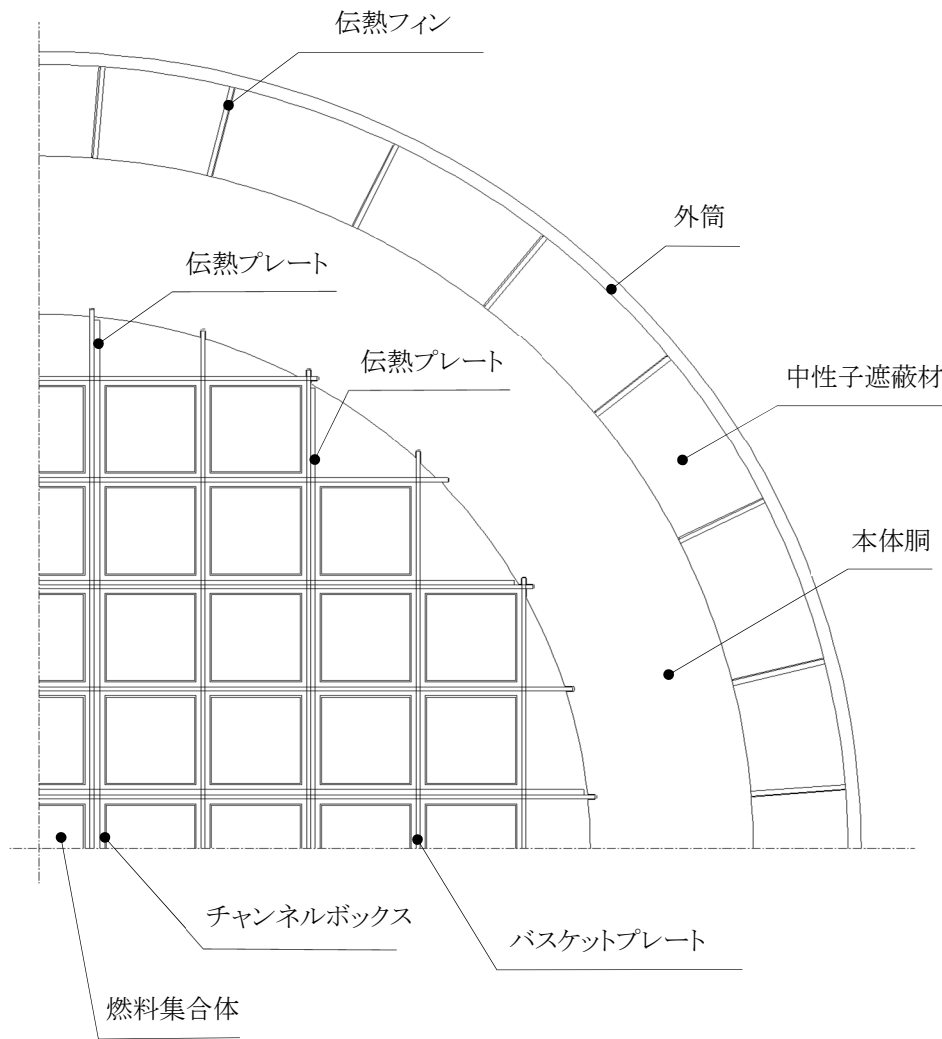 伝熱フィン
外筒
伝熱プレート
伝熱プレート
中性子遮蔽材
本体胴
チャンネルボックス
バスケットプレート
燃料集合体